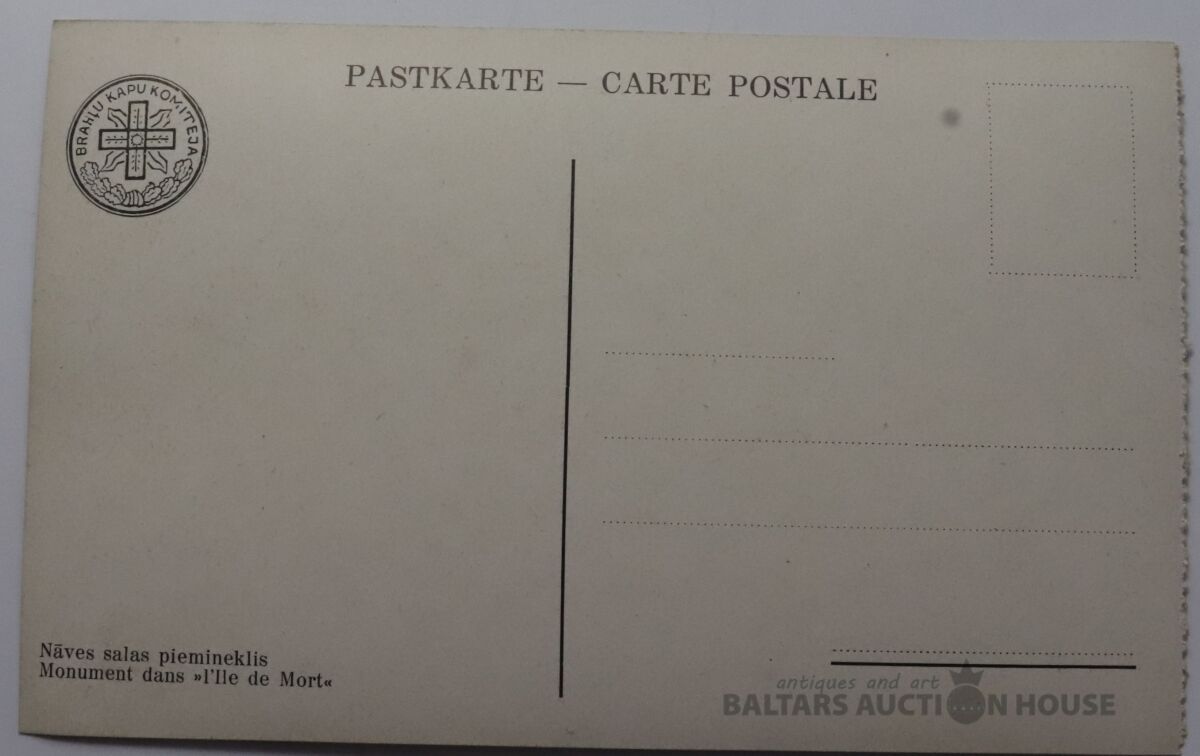 PASTKARTE — CARTE POSTALE
BRAHĻU KAPU KOMITEJA
Nāves salas piemineklis
Monument dans »l'Ile de Mort«
antiques and art
BALTARS AUCTION HOUSE